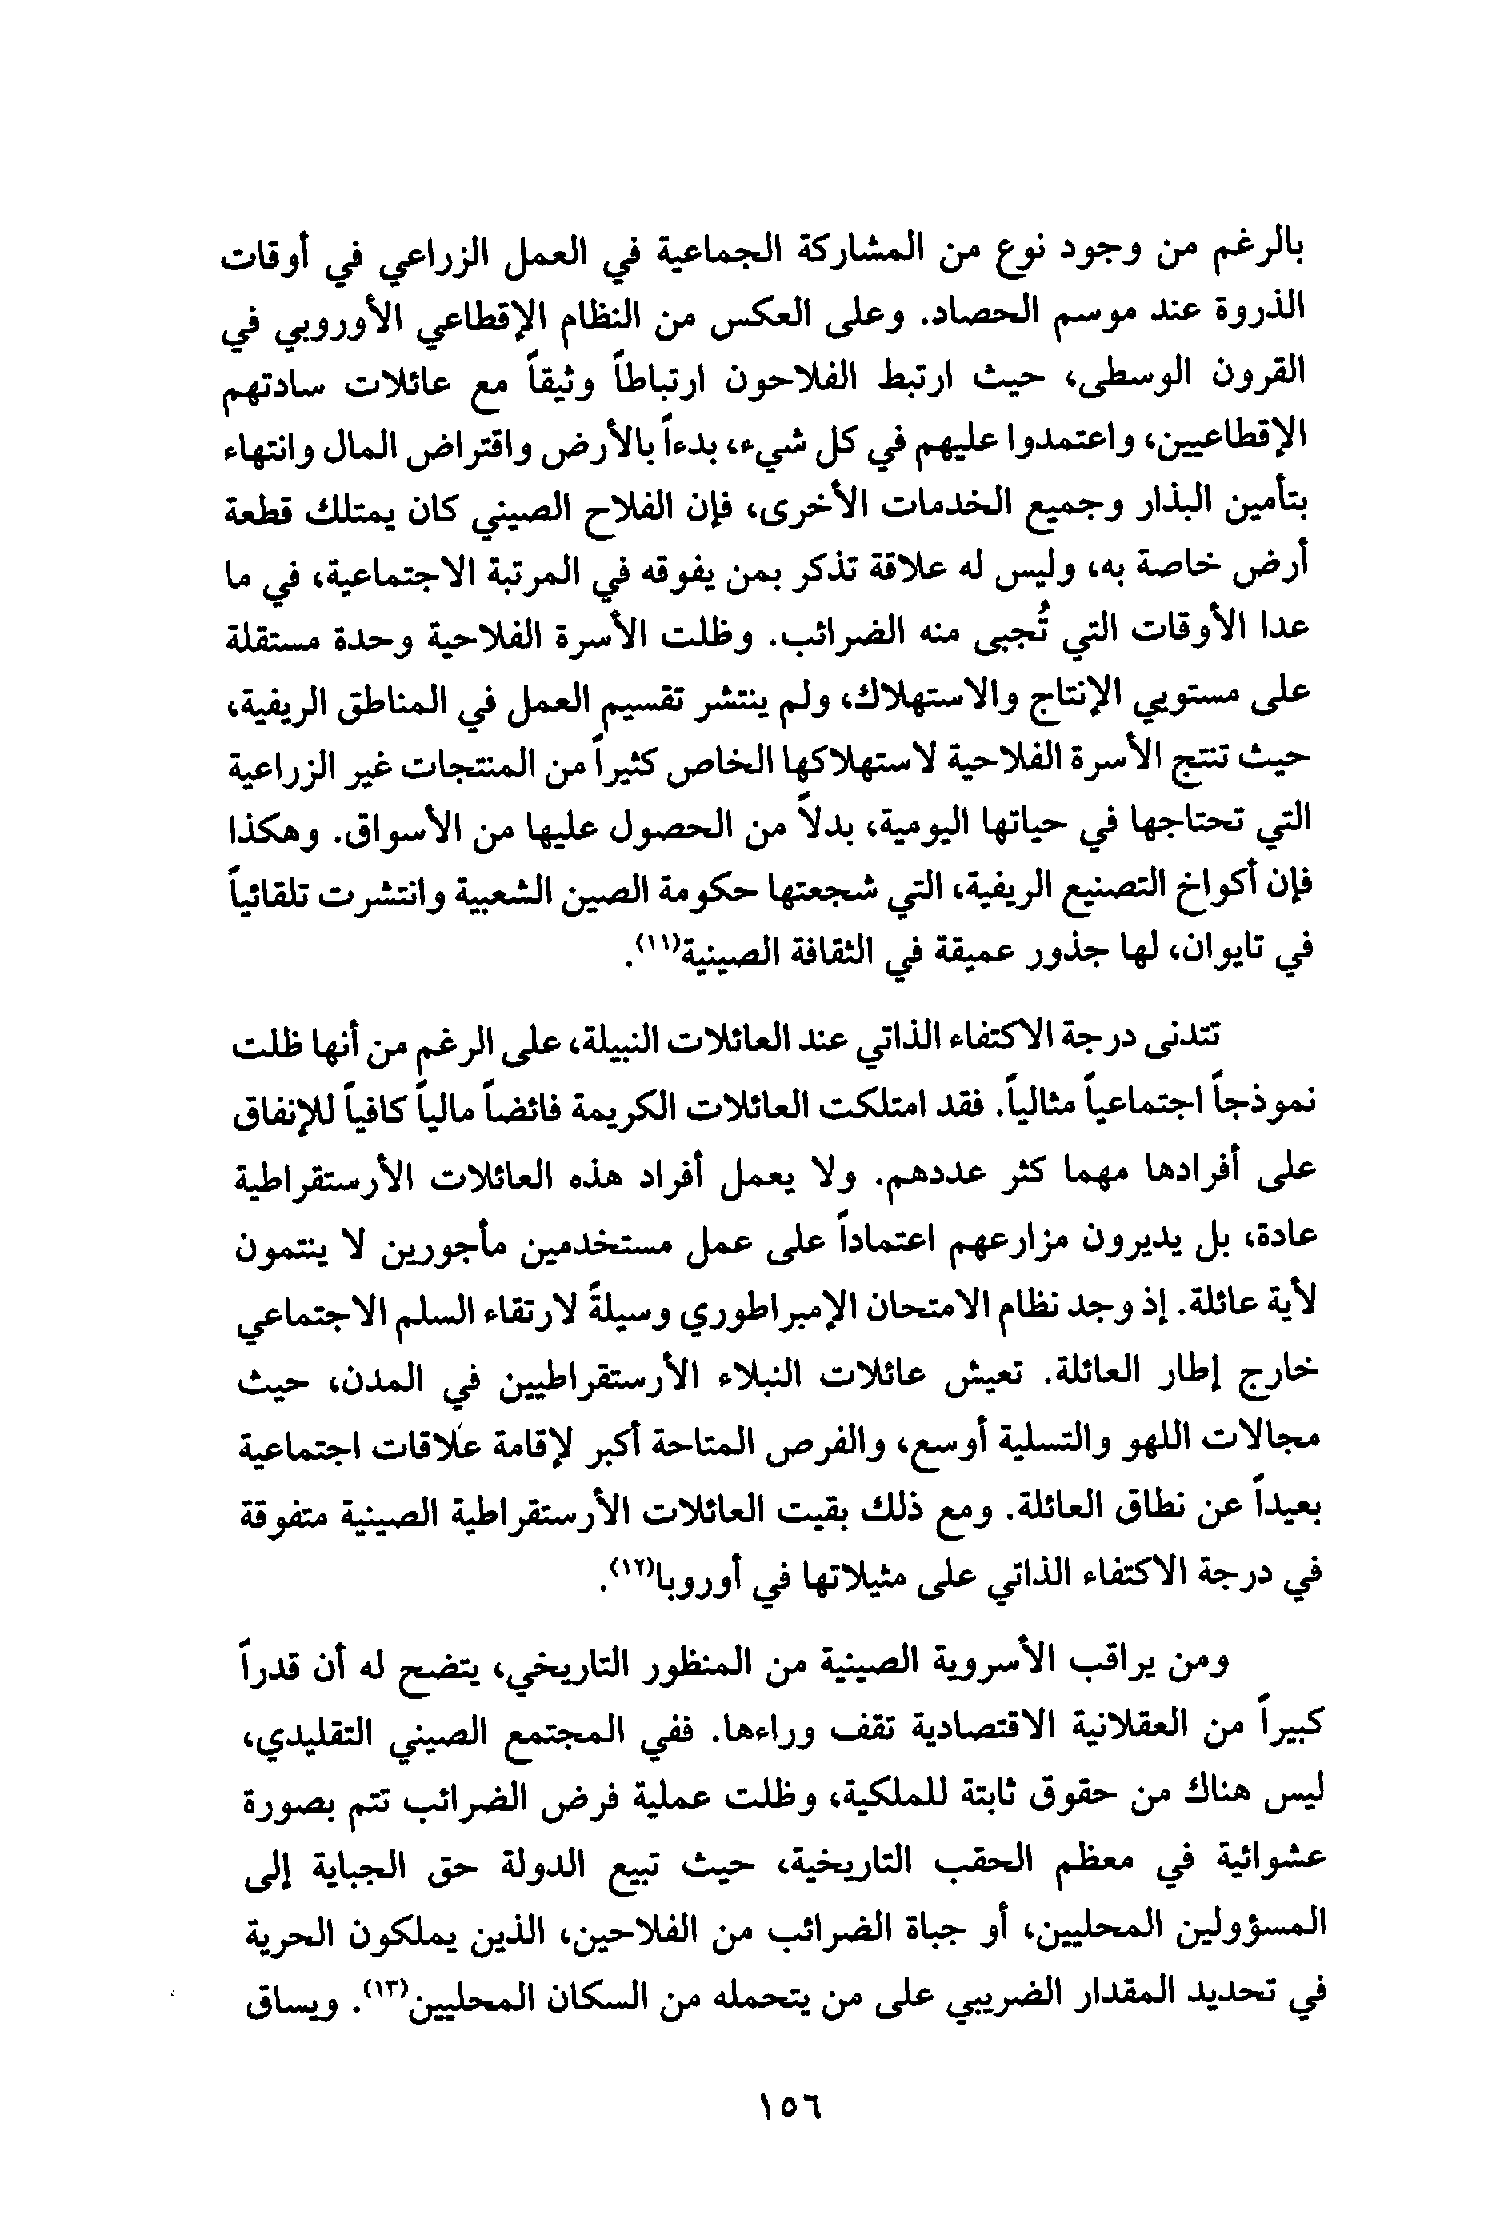 بالرغم من وجود نوع من المشاركة الجماعية في العمل الزراعي في أوقات
الذروة عند موسم الحصاد. وعلى العكس من النظام الإقطاعي الأوروبي في
القرون الوسطى، حيث ارتبط الفلاحون ارتباطاً وثيقاً مع عائلات سادتهم
الإقطاعيين، واعتمدوا عليهم في كل شيء، بدءاً بالأرض واقتراض المال وانتهاء
بتأمين البذار وجميع الخدمات الأخرى، فإن الفلاح الصيني كان يمتلك قطعة
أرض خاصة به، وليس له علاقة تذكر بمن يفوقه في المرتبة الاجتماعية، في ما
عدا الأوقات التي تُجبى منه الضرائب. وظلت الأسرة الفلاحية وحدة مستقلة
على مستويي الإنتاج والاستهلاك، ولم ينتشر تقسيم العمل في المناطق الريفية،
حيث تنتج الأسرة الفلاحية لاستهلاكها الخاص كثيراً من المنتجات غير الزراعية
التي تحتاجها في حياتها اليومية، بدلاً من الحصول عليها من الأسواق. وهكذا
فإن أكواخ التصنيع الريفية، التي شجعتها حكومة الصين الشعبية وانتشرت تلقائياً
في تايوان، لها جذور عميقة في الثقافة الصينية(١١).
تتدنى درجة الاكتفاء الذاتي عند العائلات النبيلة، على الرغم من أنها ظلت
نموذجاً اجتماعياً مثالياً. فقد امتلكت العائلات الكريمة فائضاً مالياً كافياً للإنفاق
على أفرادها مهما كثر عددهم. ولا يعمل أفراد هذه العائلات الأرستقراطية
عادة، بل يديرون مزارعهم اعتماداً على عمل مستخدمين مأجورين لا ينتمون
لأية عائلة. إذ وجد نظام الامتحان الإمبراطوري وسيلةً لارتقاء السلم الاجتماعي
خارج إطار العائلة. تعيش عائلات النبلاء الأرستقراطيين في المدن، حيث
مجالات اللهو والتسلية أوسع، والفرص المتاحة أكبر لإقامة علاقات اجتماعية
بعيداً عن نطاق العائلة. ومع ذلك بقيت العائلات الأرستقراطية الصينية متفوقة
في درجة الاكتفاء الذاتي على مثيلاتها في أوروبا(١٢).
ومن يراقب الأسروية الصينية من المنظور التاريخي، يتضح له أن قدراً
كبيراً من العقلانية الاقتصادية تقف وراءها. ففي المجتمع الصيني التقليدي،
ليس هناك من حقوق ثابتة للملكية، وظلت عملية فرض الضرائب تتم بصورة
عشوائية في معظم الحقب التاريخية، حيث تبيع الدولة حق الجباية إلى
المسؤولين المحليين، أو جباة الضرائب من الفلاحين، الذين يملكون الحرية
في تحديد المقدار الضريبي على من يتحمله من السكان المحليين(١٣). ويساق
١٥٦